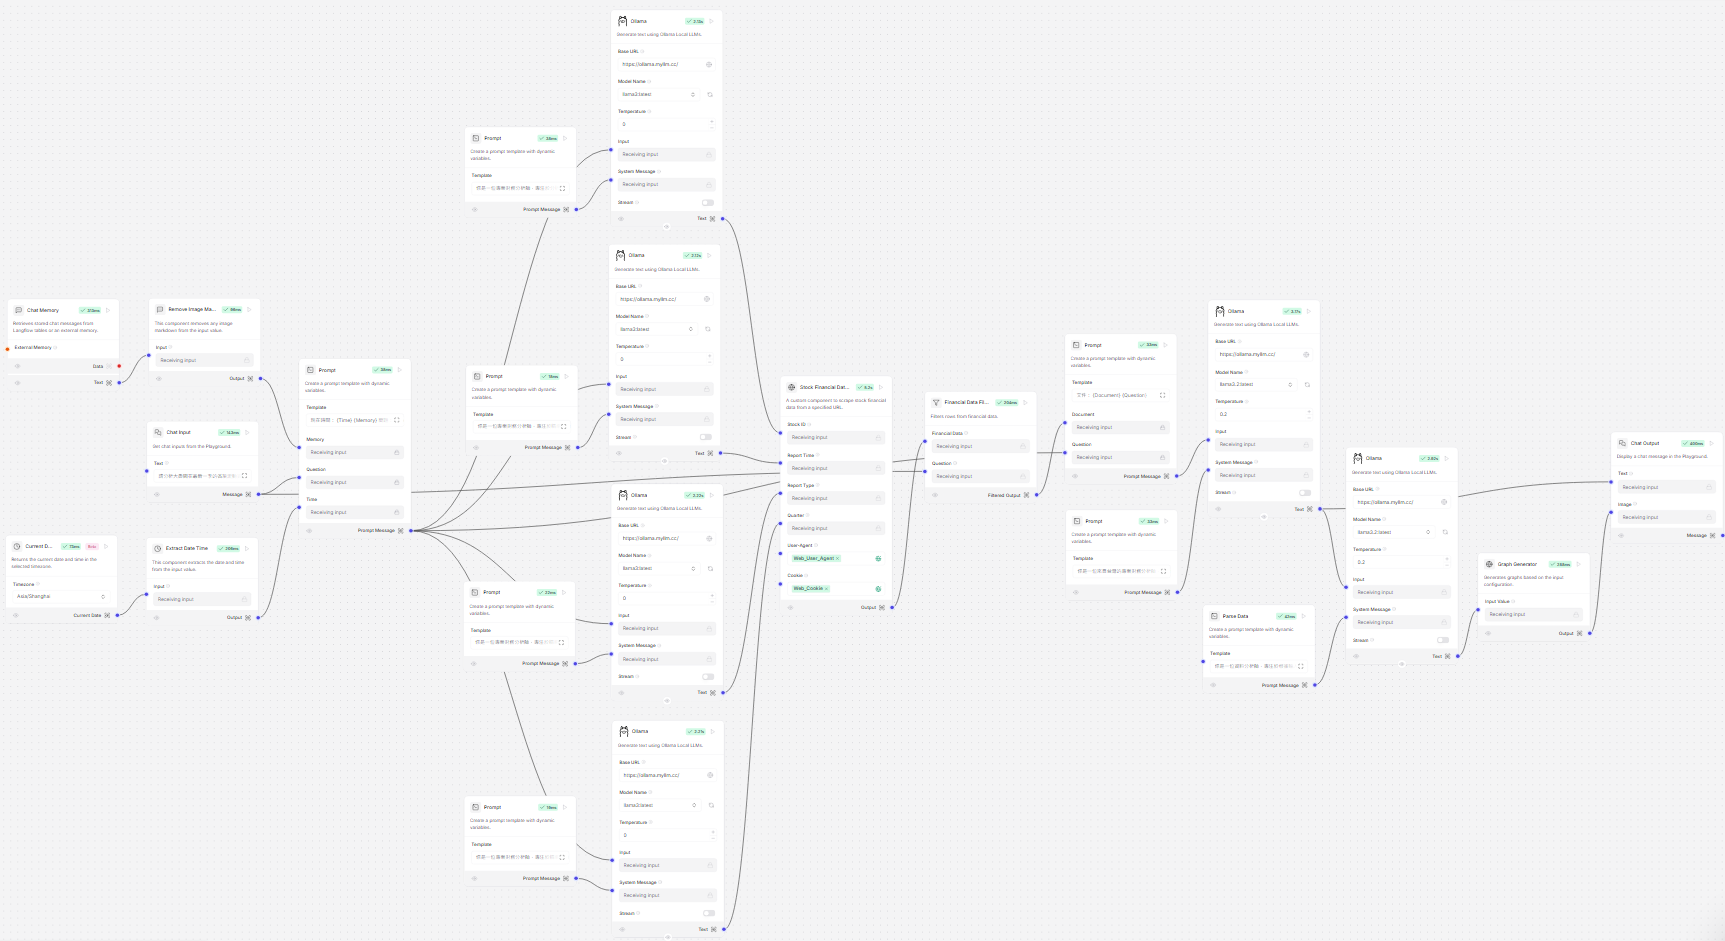 Chat Memory
Retrieves stored chat messages from
Langflow tables or an external memory.
External Memory
Data
Text
Remove Image Ma...
This component removes any image
markdown from the input value.
Input
Receiving input
Output
Chat Input
Get chat inputs from the Playground.
Text
Message
Current D...
Beta
Returns the current date and time in the
selected timezone.
Timezone
Asia/Shanghai
Current Date
Extract Date Time
This component extracts the date and time
from the input value.
Input
Receiving input
Output
Prompt
Create a prompt template with dynamic
variables.
Template
{Time} {Memory}
Memory
Receiving input
Question
Receiving input
Time
Receiving input
Prompt Message
Prompt
Create a prompt template with dynamic
variables.
Template
Prompt Message
Prompt
Create a prompt template with dynamic
variables.
Template
Prompt Message
Prompt
Create a prompt template with dynamic
variables.
Template
Prompt Message
Prompt
Create a prompt template with dynamic
variables.
Template
Prompt Message
Ollama
Generate text using Ollama Local LLMs.
Base URL
https://ollama.myllm.cc/
Model Name
llama3:latest
Temperature
0
Input
Receiving input
System Message
Receiving input
Stream
Text
Ollama
Generate text using Ollama Local LLMs.
Base URL
https://ollama.myllm.cc/
Model Name
llama3:latest
Temperature
0
Input
Receiving input
System Message
Receiving input
Stream
Text
Ollama
Generate text using Ollama Local LLMs.
Base URL
https://ollama.myllm.cc/
Model Name
llama3:latest
Temperature
0
Input
Receiving input
System Message
Receiving input
Stream
Text
Ollama
Generate text using Ollama Local LLMs.
Base URL
https://ollama.myllm.cc/
Model Name
llama3:latest
Temperature
0
Input
Receiving input
System Message
Receiving input
Stream
Text
Stock Financial Dat...
A custom component to scrape stock financial
data from a specified URL.
Stock ID
Receiving input
Report Time
Receiving input
Report Type
Receiving input
Quarter
Receiving input
User-Agent
Web_User_Agent ×
Cookie
Web_Cookie ×
Output
Financial Data Fil...
Filters rows from financial data.
Financial Data
Receiving input
Question
Receiving input
Filtered Output
Prompt
Create a prompt template with dynamic
variables.
Template
文件： {Document} {Question}
Document
Receiving input
Question
Receiving input
Prompt Message
Prompt
Create a prompt template with dynamic
variables.
Template
Prompt Message
Ollama
Generate text using Ollama Local LLMs.
Base URL
https://ollama.myllm.cc/
Model Name
llama3.2:latest
Temperature
0.2
Input
Receiving input
System Message
Receiving input
Stream
Text
Parse Data
Create a prompt template with dynamic
variables.
Template
Prompt Message
Ollama
Generate text using Ollama Local LLMs.
Base URL
https://ollama.myllm.cc/
Model Name
llama3.2:latest
Temperature
0.2
Input
Receiving input
System Message
Receiving input
Stream
Text
Graph Generator
Generates graphs based on the input
configuration.
Input Value
Receiving input
Output
Chat Output
Display a chat message in the Playground.
Text
Receiving input
Image
Receiving input
Message